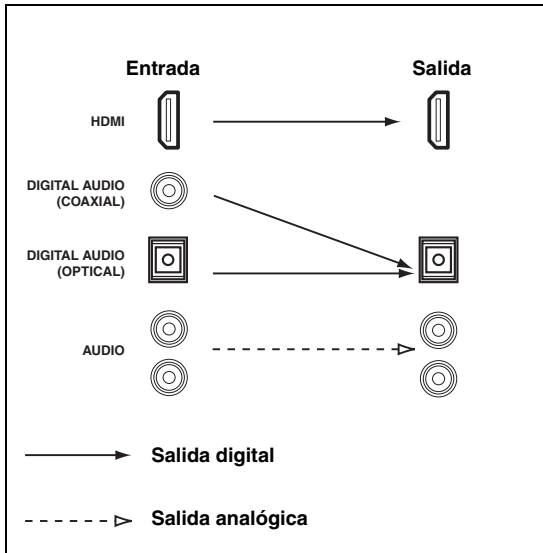 Entrada Salida
HDMI
DIGITAL AUDIO
(COAXIAL)
DIGITAL AUDIO
(OPTICAL)
AUDIO
Salida digital
Salida analógica